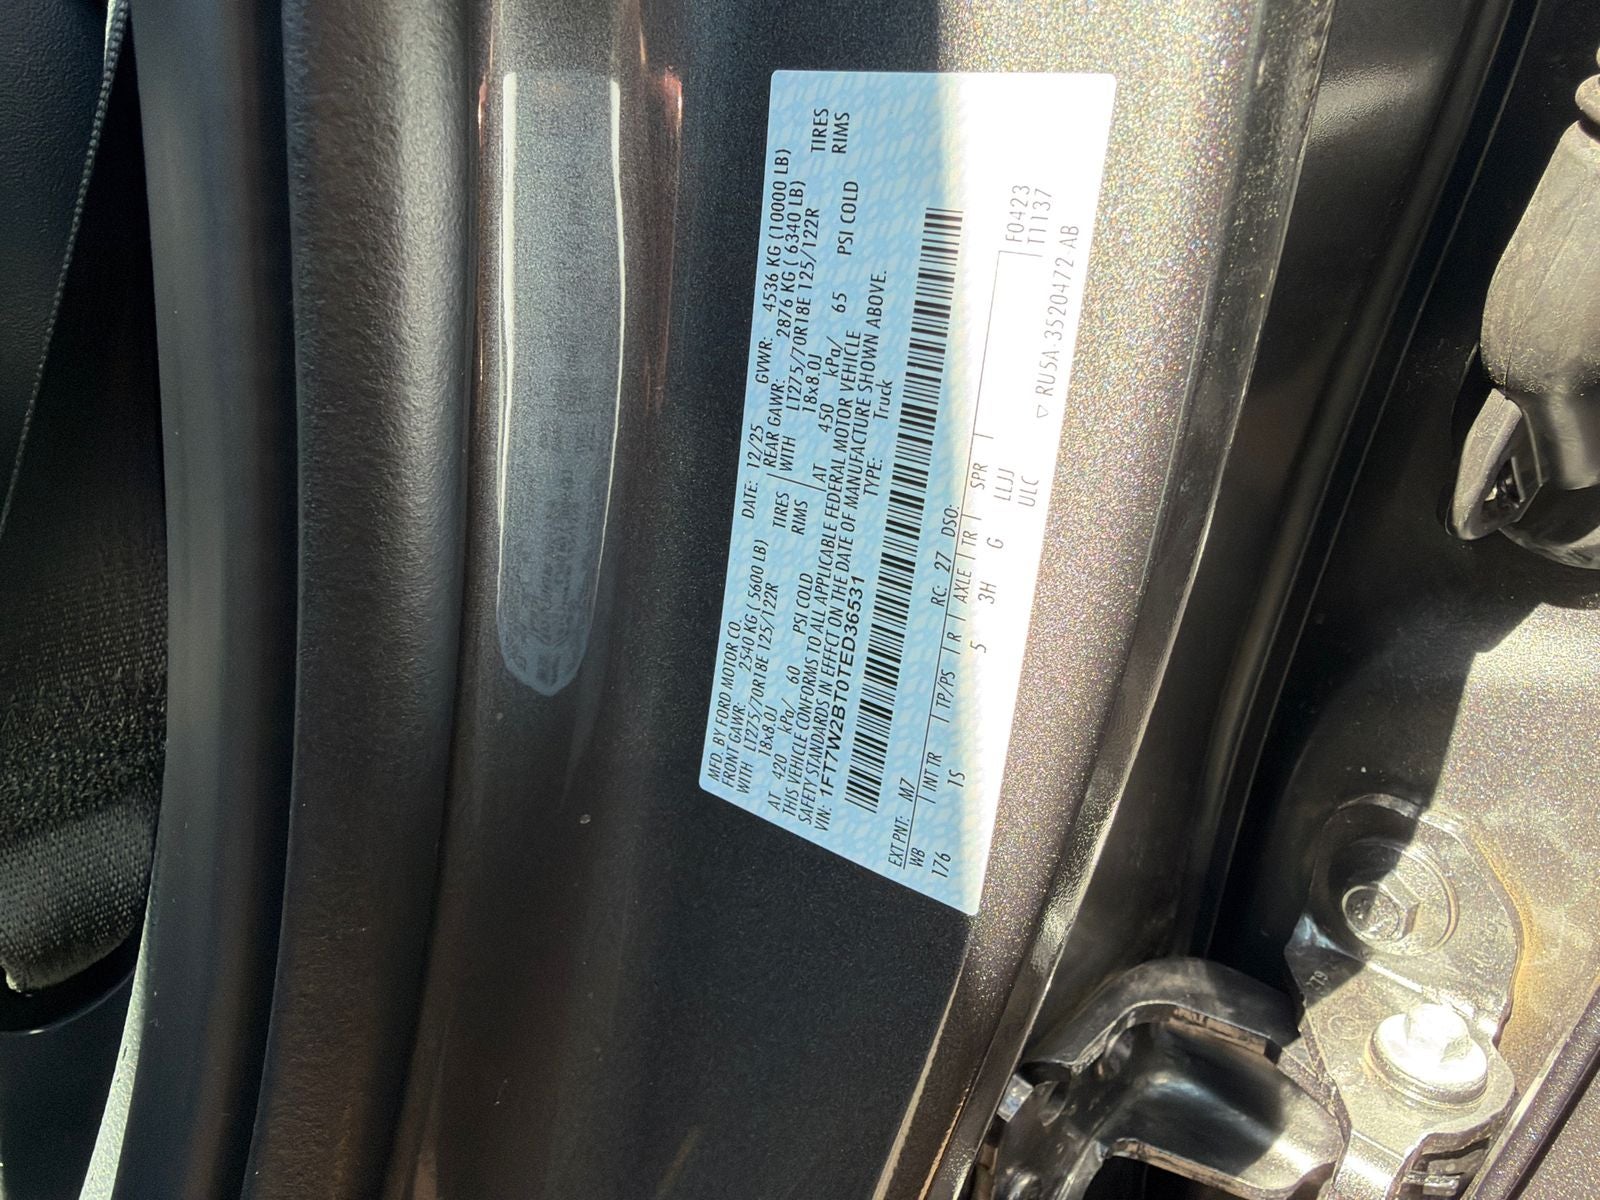 MFD. BY FORD MOTOR CO.
DATE: 12/25 GVWR: 4536 KG (10000 LB)
FRONT GAWR: 2540 KG ( 5600 LB) REAR GAWR: 2876 KG ( 6340 LB)
WITH LT275/70R18E 125/122R TIRES WITH LT275/70R18E 125/122R TIRES
18x8.0J RIMS 18x8.0J RIMS
AT 420 kPa/ 60 PSI COLD AT 450 kPa/ 65 PSI COLD
THIS VEHICLE CONFORMS TO ALL APPLICABLE FEDERAL MOTOR VEHICLE
SAFETY STANDARDS IN EFFECT ON THE DATE OF MANUFACTURE SHOWN ABOVE.
VIN: 1FT7W2BT0TED36531 TYPE: Truck
EXT PNT: M7 RC: 27 DSO:
WB INT TR TP/PS R AXLE TR SPR F0423
176 TS 5 3H G LLJJ T1137
ULC
▽ RU5A-3520472-AB